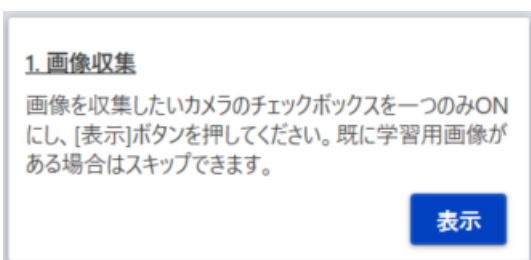 1. 画像収集
画像を収集したいカメラのチェックボックスを一つのみON
にし、[表示]ボタンを押してください。既に学習用画像が
ある場合はスキップできます。
表示